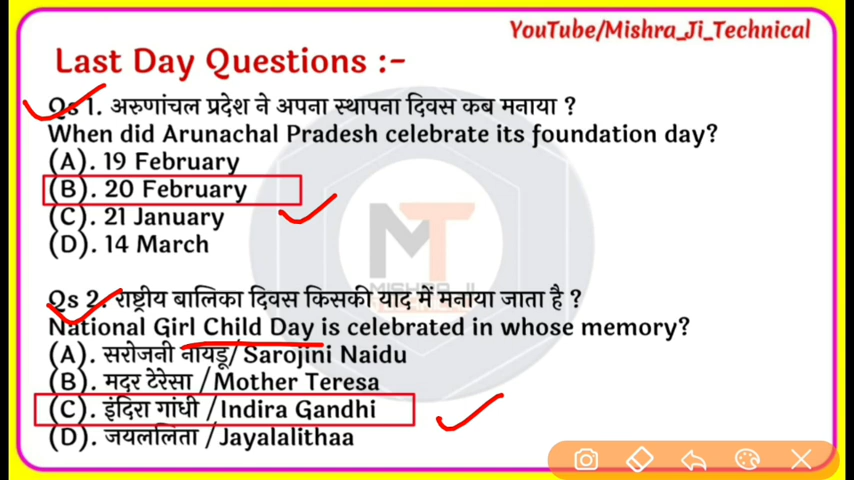 YouTube/Mishra_Ji_Technical
Last Day Questions :-
Qs 1. अरुणांचल प्रदेश ने अपना स्थापना दिवस कब मनाया ?
When did Arunachal Pradesh celebrate its foundation day?
(A). 19 February
(B). 20 February
(C). 21 January
(D). 14 March
MT
MISHRA JI
Qs 2. राष्ट्रीय बालिका दिवस किसकी याद में मनाया जाता है ?
National Girl Child Day is celebrated in whose memory?
(A). सरोजनी नायडू/Sarojini Naidu
(B). मदर टेरेसा /Mother Teresa
(C). इंदिरा गांधी /Indira Gandhi
(D). जयललिता /Jayalalithaa